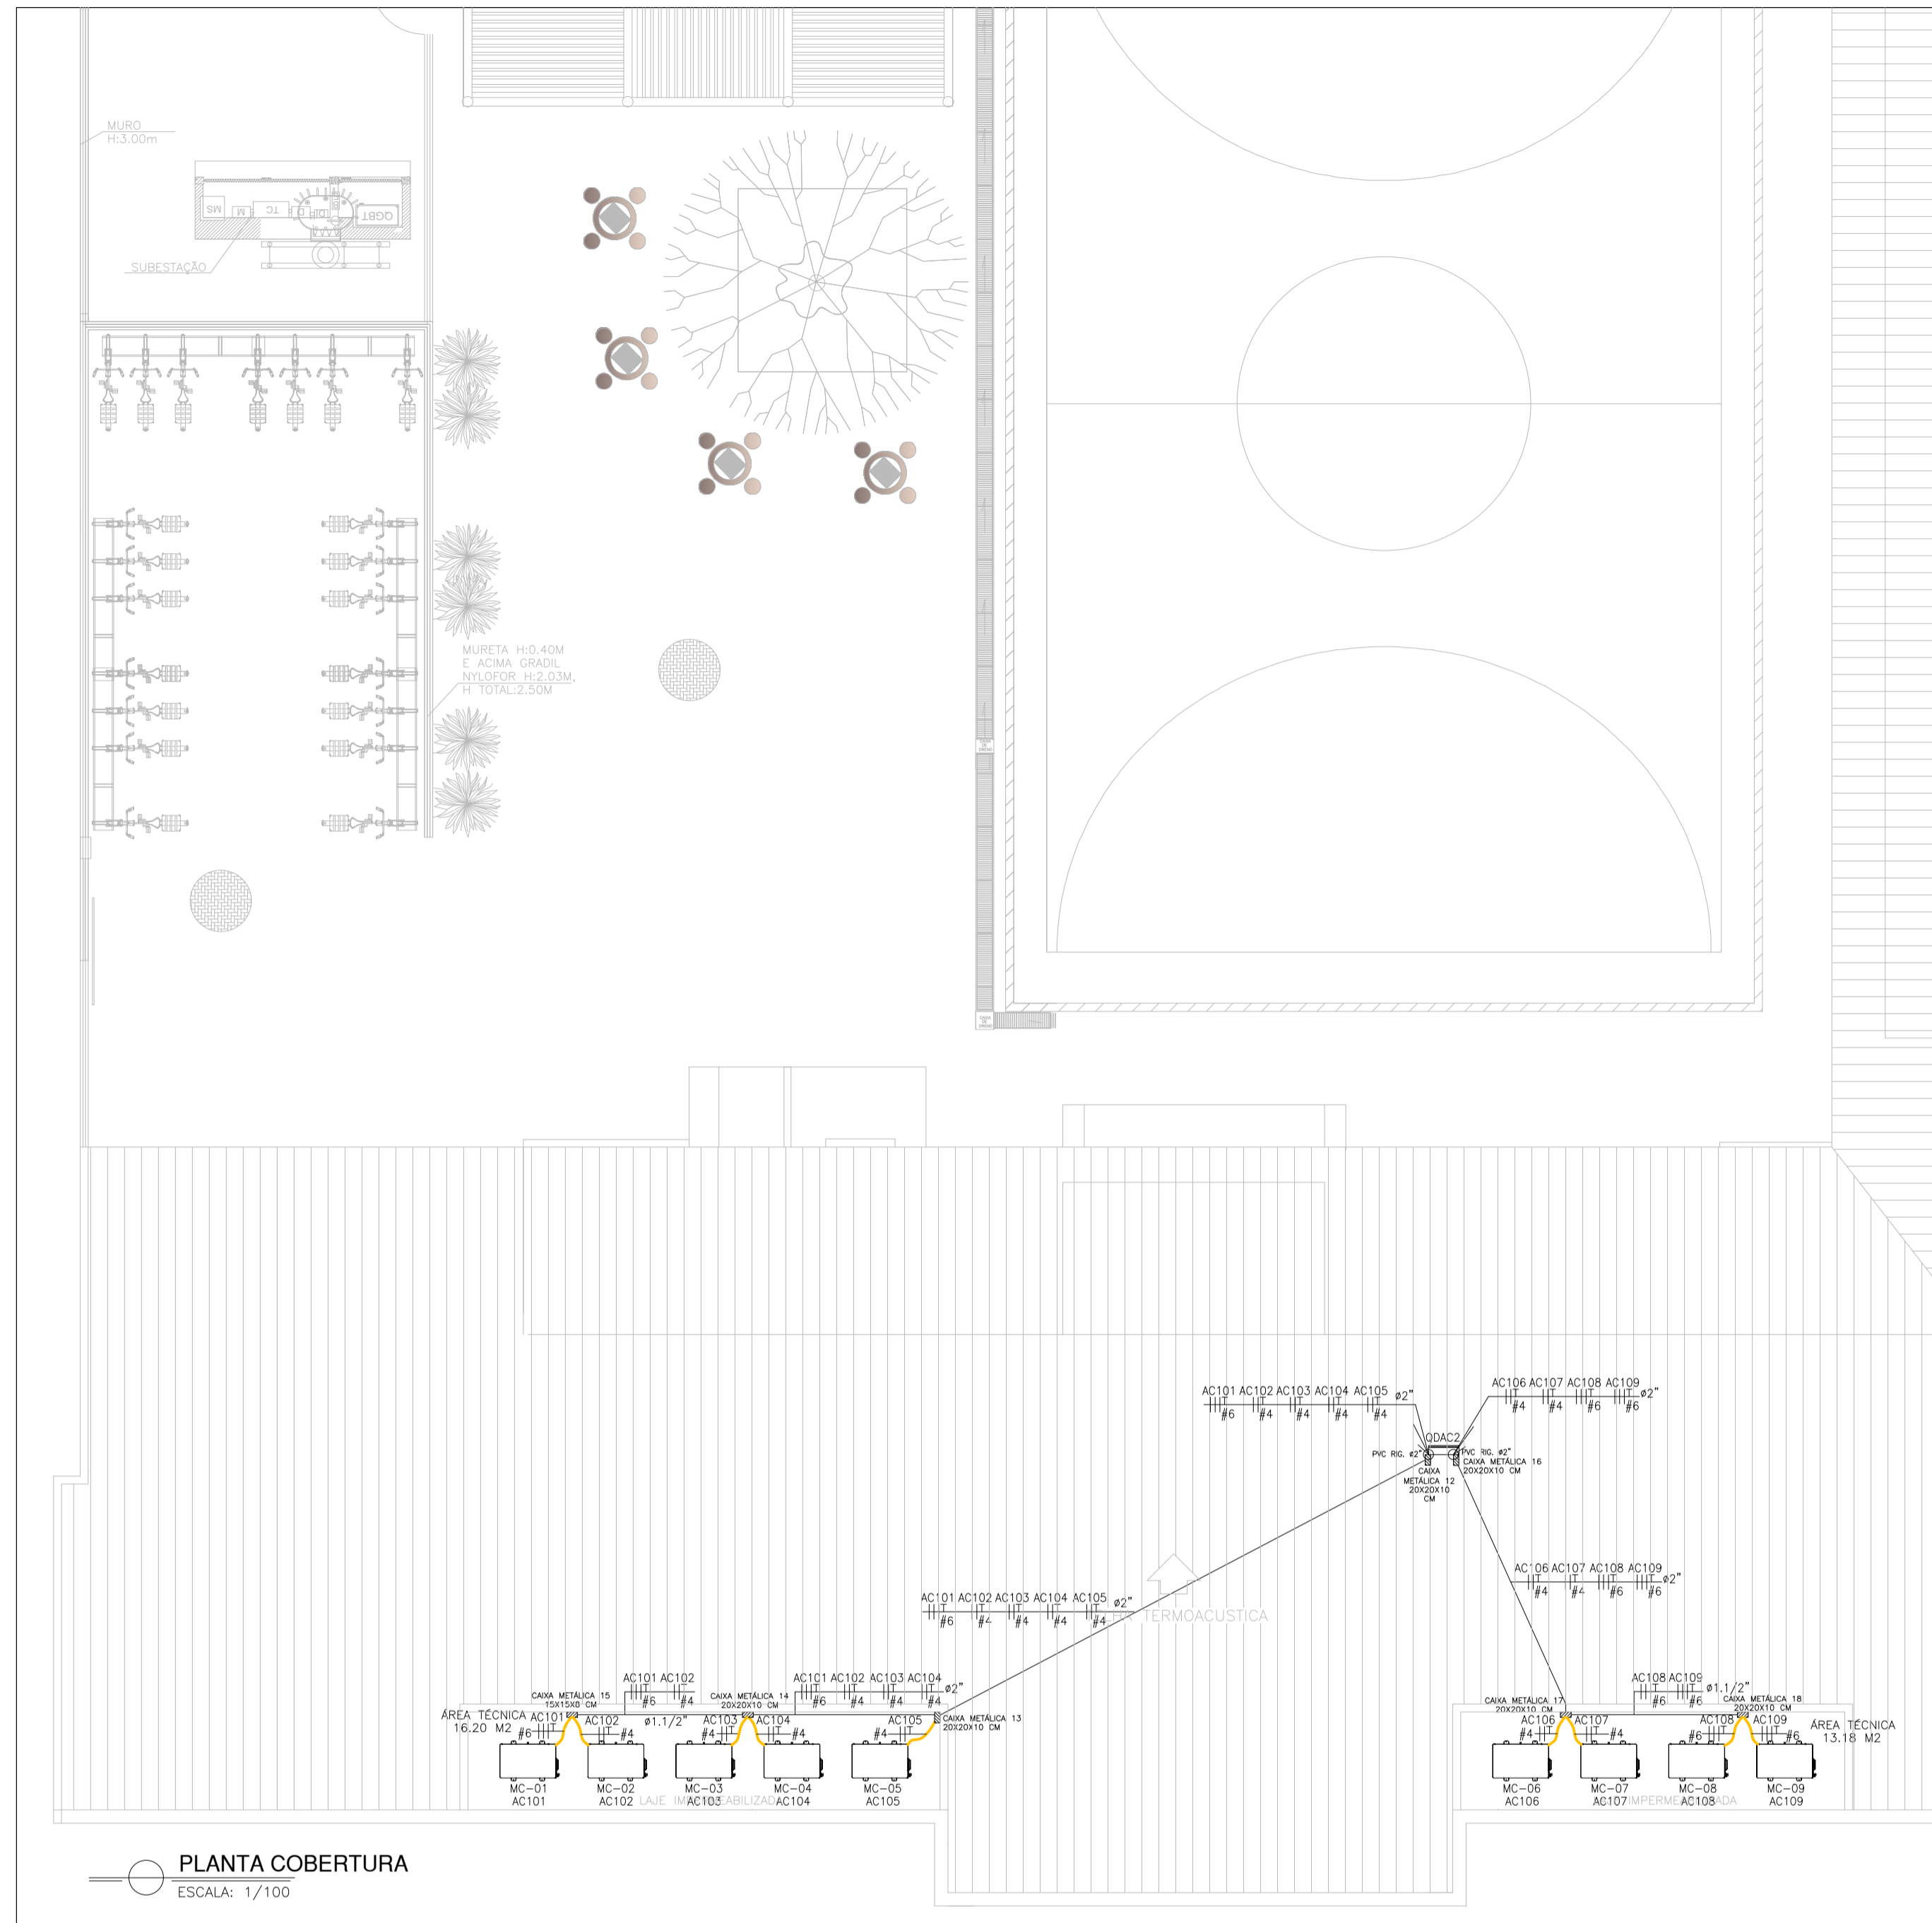 MURO
H:3.00m
MS
M
TC
D
QGBT
SUBESTAÇÃO
MURETA H:0.40M
E ACIMA GRADIL
NYLOFOR H:2.03M,
H TOTAL:2.50M
CAIXA
DE
CAIXA
DE
AC101 AC102 AC103 AC104 AC105 ø2"
#6 #4 #4 #4 #4
AC106 AC107 AC108 AC109 ø2"
#4 #4 #6 #6
QDAC2
PVC RIG. ø2"
PVC RIG. ø2"
CAIXA METÁLICA 16
20X20X10 CM
CAIXA
METÁLICA 12
20X20X10
CM
AC106 AC107 AC108 AC109 ø2"
#4 #4 #6 #6
AC101 AC102 AC103 AC104 AC105 ø2"
#6 #4 #4 #4 #4
TERMOACUSTICA
AC101 AC102
#6 #4
AC101 AC102 AC103 AC104 ø2"
#6 #4 #4 #4
CAIXA METÁLICA 15
15X15X8 CM
CAIXA METÁLICA 14
20X20X10 CM
CAIXA METÁLICA 13
20X20X10 CM
ÁREA TÉCNICA
16.20 M2
AC101 AC102 ø1.1/2" AC103 AC104 AC105
#6 #4 #4 #4 #4
MC-01 MC-02 MC-03 MC-04 MC-05
AC101 AC102 AC103 AC104 AC105
LAJE IMPERMEABILIZADA
AC108 AC109 ø1.1/2"
#6 #6
CAIXA METÁLICA 17
20X20X10 CM
CAIXA METÁLICA 18
20X20X10 CM
AC106 AC107 AC108 AC109
#4 #4 #6 #6
ÁREA TÉCNICA
13.18 M2
MC-06 MC-07 MC-08 MC-09
AC106 AC107 AC108 AC109
IMPERMEABILIZADA
PLANTA COBERTURA
ESCALA: 1/100